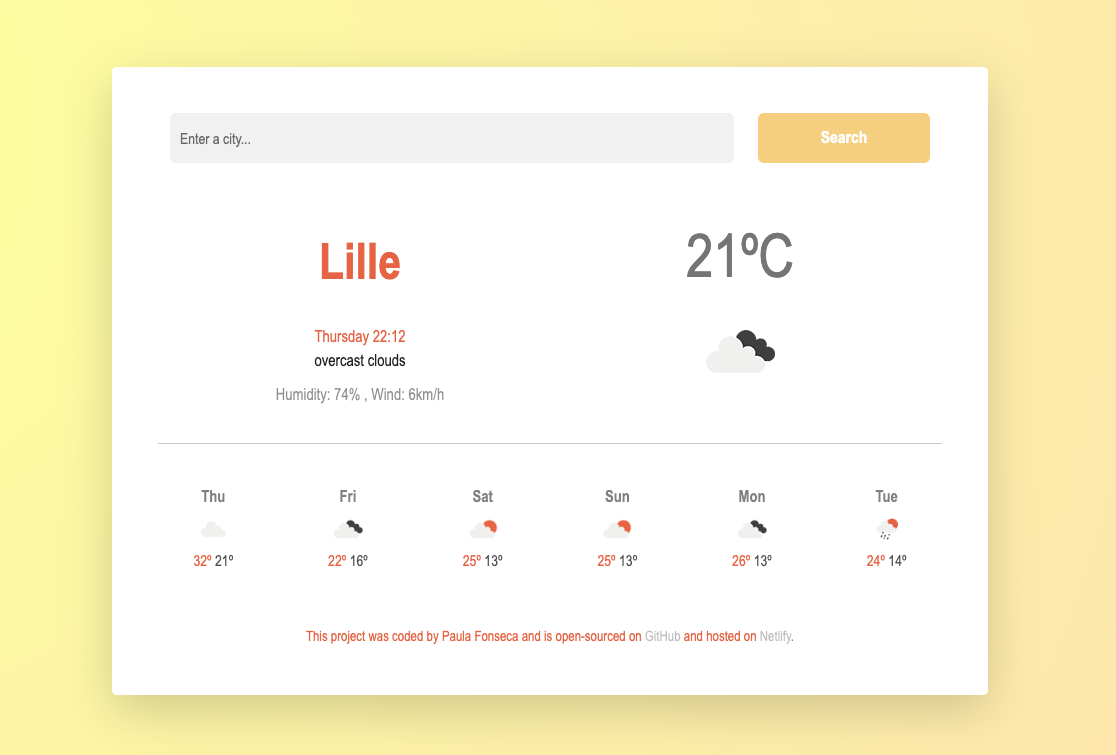 Enter a city...
Search
Lille
21ºC
Thursday 22:12
overcast clouds
Humidity: 74% , Wind: 6km/h
Thu Fri Sat Sun Mon Tue
32º 21º 22º 16º 25º 13º 25º 13º 26º 13º 24º 14º
This project was coded by Paula Fonseca and is open-sourced on GitHub and hosted on Netlify.